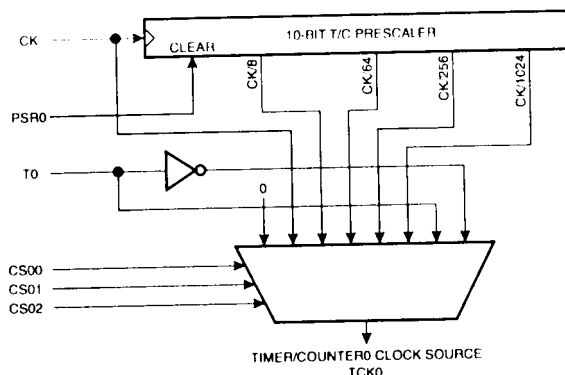 10-BIT T/C PRESCALER
CK
CLEAR
CK/8
CK/64
CK/256
CK/1024
PSR0
T0
0
CS00
CS01
CS02
TIMER/COUNTER0 CLOCK SOURCE
TCK0